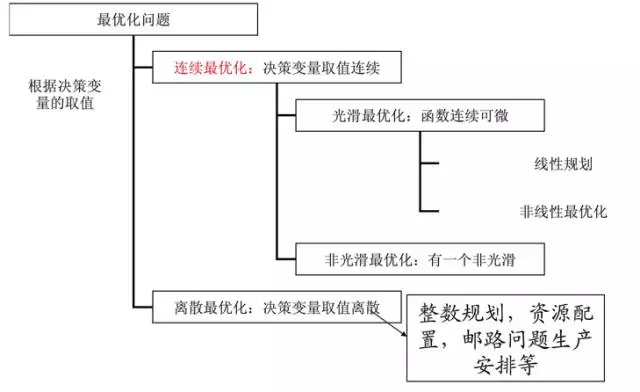 最优化问题
根据决策变
量的取值
连续最优化：决策变量取值连续
光滑最优化：函数连续可微
线性规划
非线性最优化
非光滑最优化：有一个非光滑
离散最优化：决策变量取值离散
整数规划，资源配
置，邮路问题生产
安排等